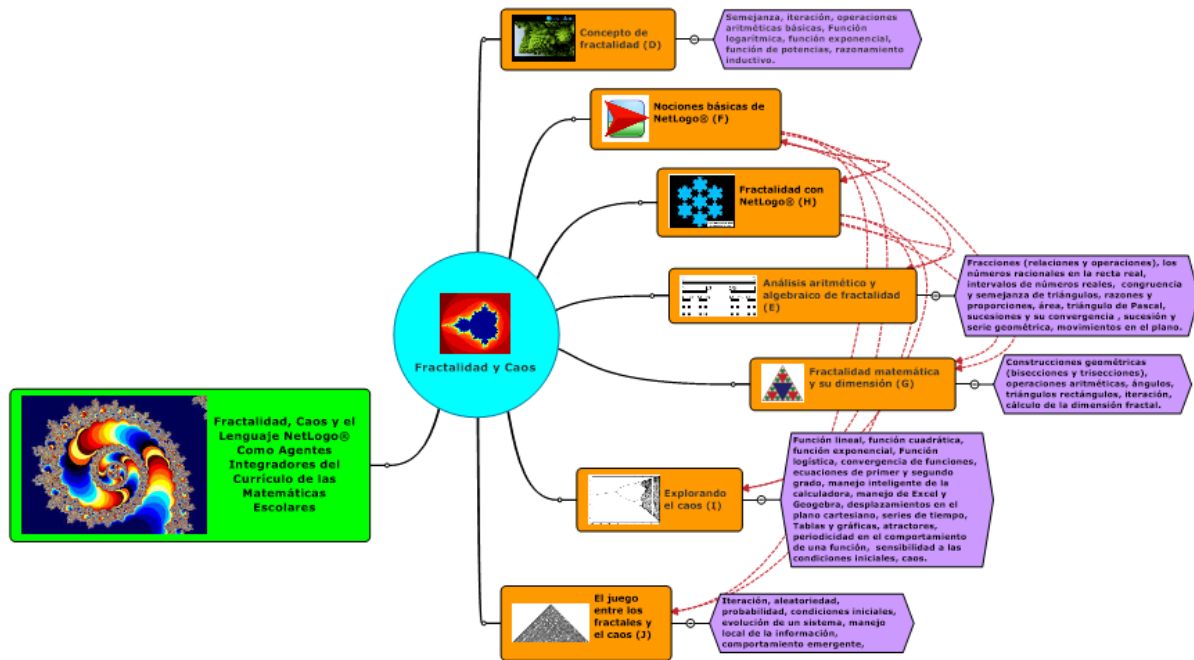 Concepto de
fractalidad (D)
Semejanza, iteración, operaciones
aritméticas básicas, Función
logarítmica, función exponencial,
función de potencias, razonamiento
inductivo.
Nociones básicas de
NetLogo® (F)
Fractalidad con
NetLogo® (H)
Análisis aritmético y
algebraico de fractalidad
(E)
Fracciones (relaciones y operaciones), los
números racionales en la recta real,
intervalos de números reales, congruencia
y semejanza de triángulos, razones y
proporciones, área, triángulo de Pascal,
sucesiones y su convergencia , sucesión y
serie geométrica, movimientos en el plano.
Fractalidad y Caos
Fractalidad matemática
y su dimensión (G)
Construcciones geométricas
(bisecciones y trisecciones),
operaciones aritméticas, ángulos,
triángulos rectángulos, iteración,
cálculo de la dimensión fractal.
Fractalidad, Caos y el
Lenguaje NetLogo®
Como Agentes
Integradores del
Currículo de las
Matemáticas
Escolares
Explorando
el caos (I)
Función lineal, función cuadrática,
función exponencial, Función
logística, convergencia de funciones,
ecuaciones de primer y segundo
grado, manejo inteligente de la
calculadora, manejo de Excel y
Geogebra, desplazamientos en el
plano cartesiano, series de tiempo,
Tablas y gráficas, atractores,
periodicidad en el comportamiento
de una función, sensibilidad a las
condiciones iniciales, caos.
El juego
entre los
fractales y
el caos (J)
Iteración, aleatoriedad,
probabilidad, condiciones iniciales,
evolución de un sistema, manejo
local de la información,
comportamiento emergente,